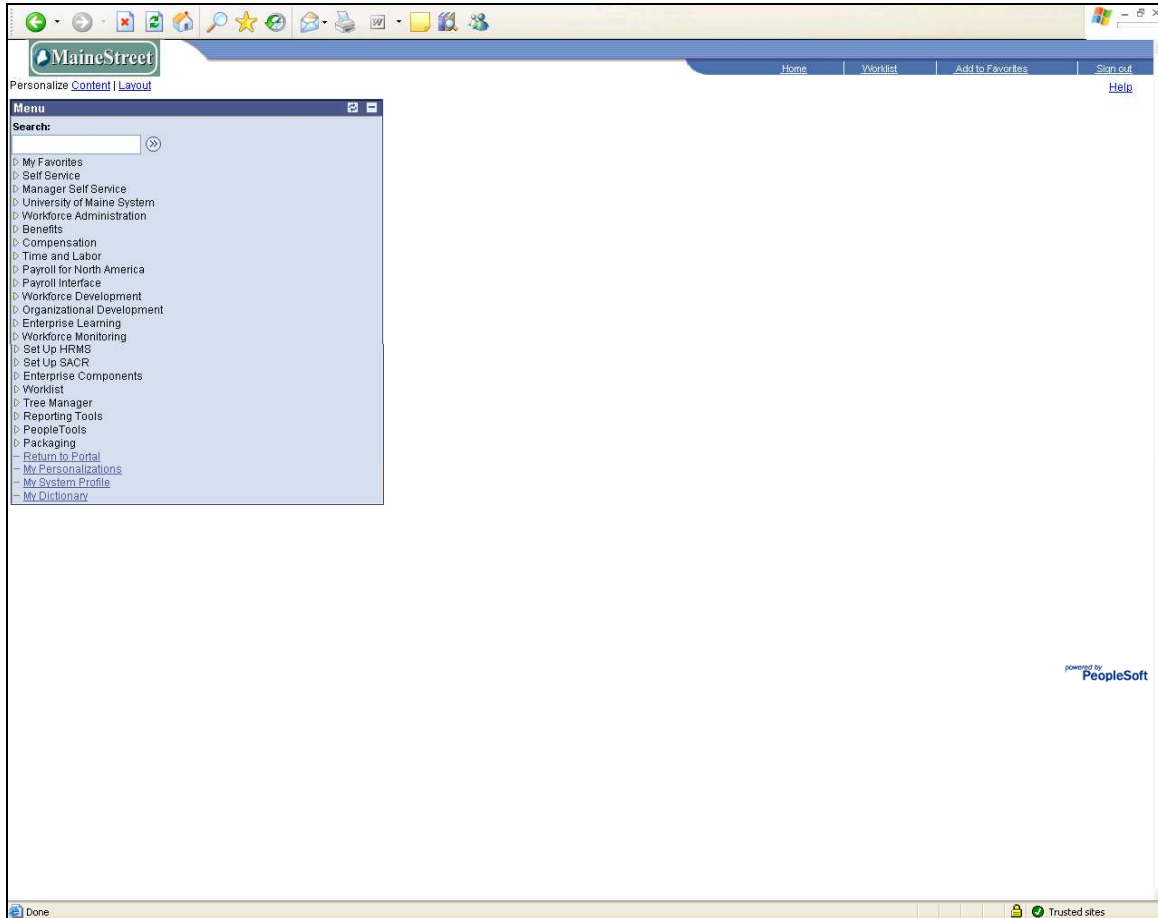 MaineStreet
Home Worklist Add to Favorites Sign out
Personalize Content | Layout
Help
Menu
Search:
My Favorites
Self Service
Manager Self Service
University of Maine System
Workforce Administration
Benefits
Compensation
Time and Labor
Payroll for North America
Payroll Interface
Workforce Development
Organizational Development
Enterprise Learning
Workforce Monitoring
Set Up HRMS
Set Up SACR
Enterprise Components
Worklist
Tree Manager
Reporting Tools
PeopleTools
Packaging
Return to Portal
My Personalizations
My System Profile
My Dictionary
powered by
PeopleSoft
Done Trusted sites